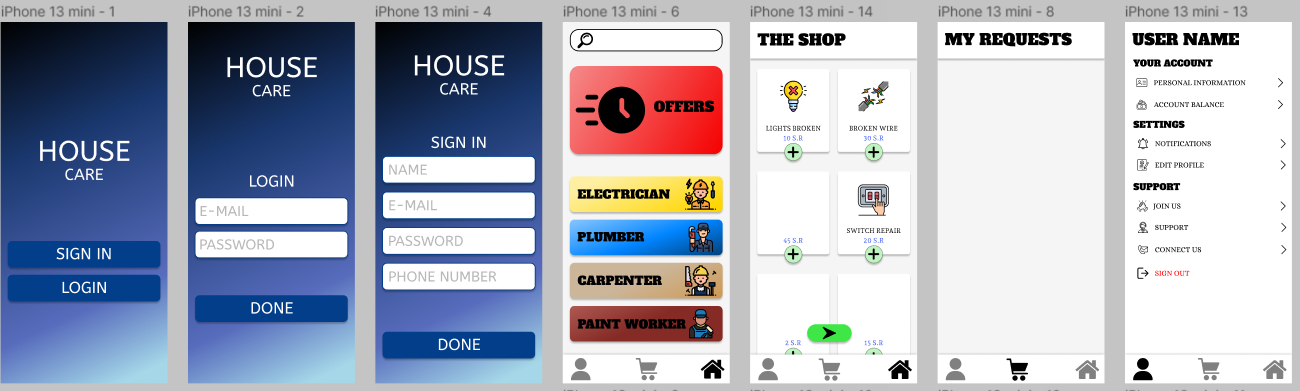 iPhone 13 mini - 1
HOUSE
CARE
SIGN IN
LOGIN
iPhone 13 mini - 2
HOUSE
CARE
LOGIN
E-MAIL
PASSWORD
DONE
iPhone 13 mini - 4
HOUSE
CARE
SIGN IN
NAME
E-MAIL
PASSWORD
PHONE NUMBER
DONE
iPhone 13 mini - 6
OFFERS
ELECTRICIAN
PLUMBER
CARPENTER
PAINT WORKER
iPhone 13 mini - 14
THE SHOP
LIGHTS BROKEN
10 S.R
BROKEN WIRE
30 S.R
45 S.R
SWITCH REPAIR
20 S.R
2 S.R
15 S.R
iPhone 13 mini - 8
MY REQUESTS
iPhone 13 mini - 13
USER NAME
YOUR ACCOUNT
PERSONAL INFORMATION
ACCOUNT BALANCE
SETTINGS
NOTIFICATIONS
EDIT PROFILE
SUPPORT
JOIN US
SUPPORT
CONNECT US
SIGN OUT